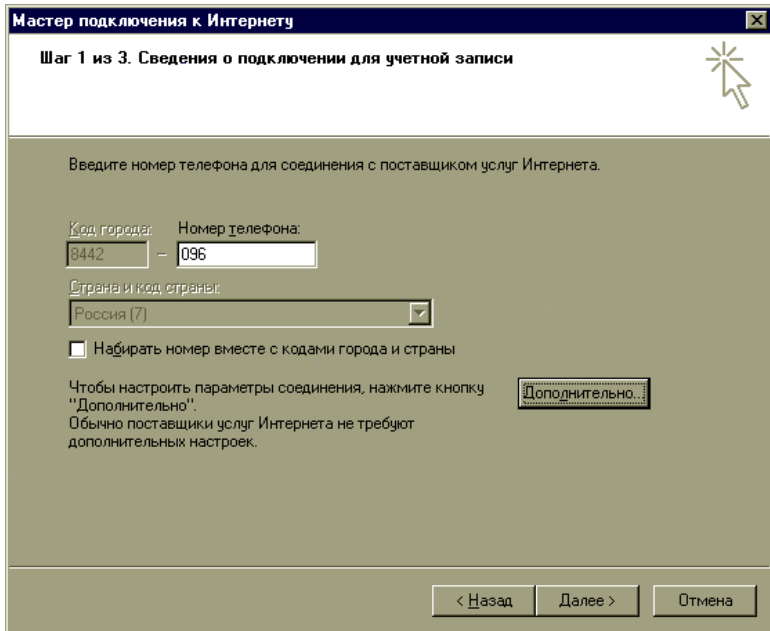 Мастер подключения к Интернету
Шаг 1 из 3. Сведения о подключении для учетной записи
Введите номер телефона для соединения с поставщиком услуг Интернета.
Код города: Номер телефона:
8442 – 096
Страна и код страны:
Россия (7)
Набирать номер вместе с кодами города и страны
Чтобы настроить параметры соединения, нажмите кнопку
"Дополнительно".
Дополнительно...
Обычно поставщики услуг Интернета не требуют
дополнительных настроек.
< Назад Далее > Отмена